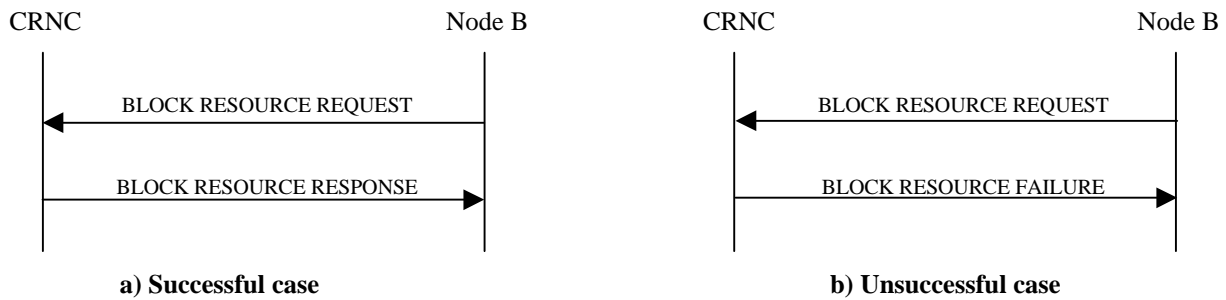 CRNC
Node B
BLOCK RESOURCE REQUEST
BLOCK RESOURCE RESPONSE
a) Successful case
CRNC
Node B
BLOCK RESOURCE REQUEST
BLOCK RESOURCE FAILURE
b) Unsuccessful case